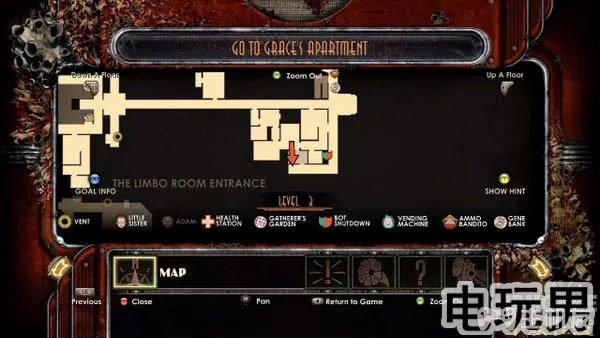 GO TO GRACE'S APARTMENT
Down A Floor
Zoom Out
Up A Floor
GOAL INFO
THE LIMBO ROOM ENTRANCE
SHOW HINT
LEVEL 3
VENT
LITTLE SISTER
ADAM
HEALTH STATION
GATHERER'S GARDEN
BOT SHUTDOWN
VENDING MACHINE
AMMO BANDITO
GENE BANK
MAP
Previous
Close
Pan
Return to Game
电玩男